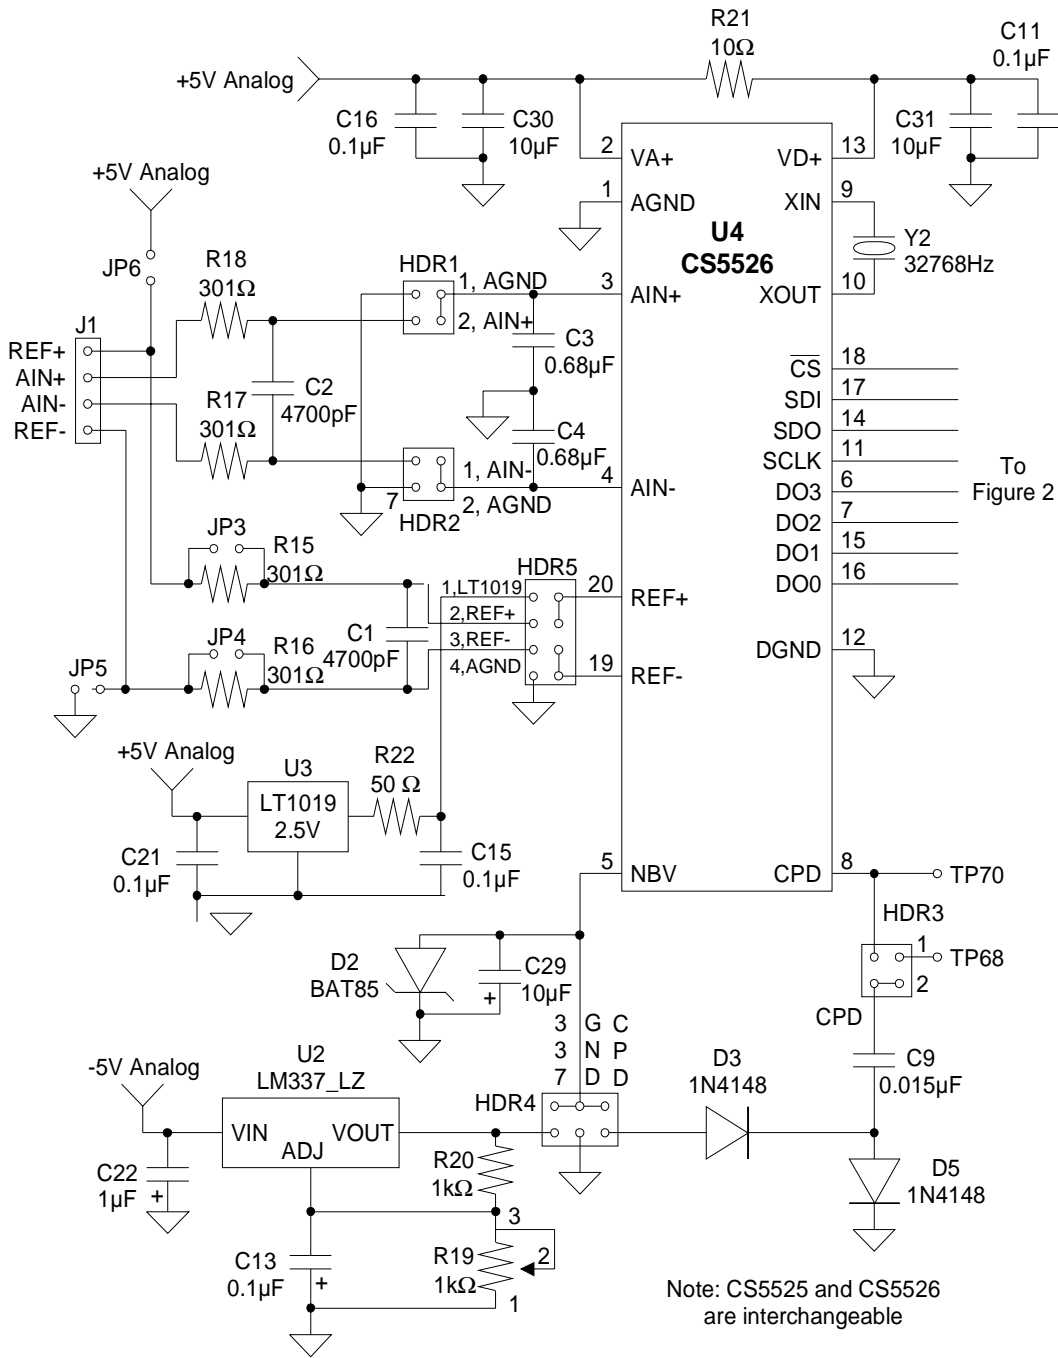 R21
10Ω
C11
0.1µF
+5V Analog
C16
0.1µF
C30
10µF
C31
10µF
2
VA+
VD+
13
+5V Analog
1
AGND
XIN
9
U4
CS5526
Y2
32768Hz
JP6
R18
301Ω
HDR1
1, AGND
3
AIN+
XOUT
10
2, AIN+
J1
C3
0.68µF
REF+
AIN+
AIN-
REF-
CS
18
SDI
17
SDO
14
SCLK
11
DO3
6
DO2
7
DO1
15
DO0
16
To
Figure 2
R17
301Ω
C2
4700pF
C4
0.68µF
1, AIN-
4
AIN-
7
2, AGND
HDR2
JP3
R15
301Ω
HDR5
1,LT1019
20
REF+
2,REF+
C1
4700pF
3,REF-
JP4
R16
301Ω
4,AGND
19
REF-
DGND
12
JP5
+5V Analog
U3
LT1019
2.5V
R22
50 Ω
C21
0.1µF
C15
0.1µF
5
NBV
CPD
8
TP70
HDR3
1
TP68
2
D2
BAT85
C29
10µF
+
CPD
3 G C
3 N P
7 D D
C9
0.015µF
-5V Analog
U2
LM337_LZ
HDR4
D3
1N4148
VIN
VOUT
ADJ
C22
1µF
+
R20
1kΩ
D5
1N4148
3
C13
0.1µF
+
R19
1kΩ
2
1
Note: CS5525 and CS5526
are interchangeable